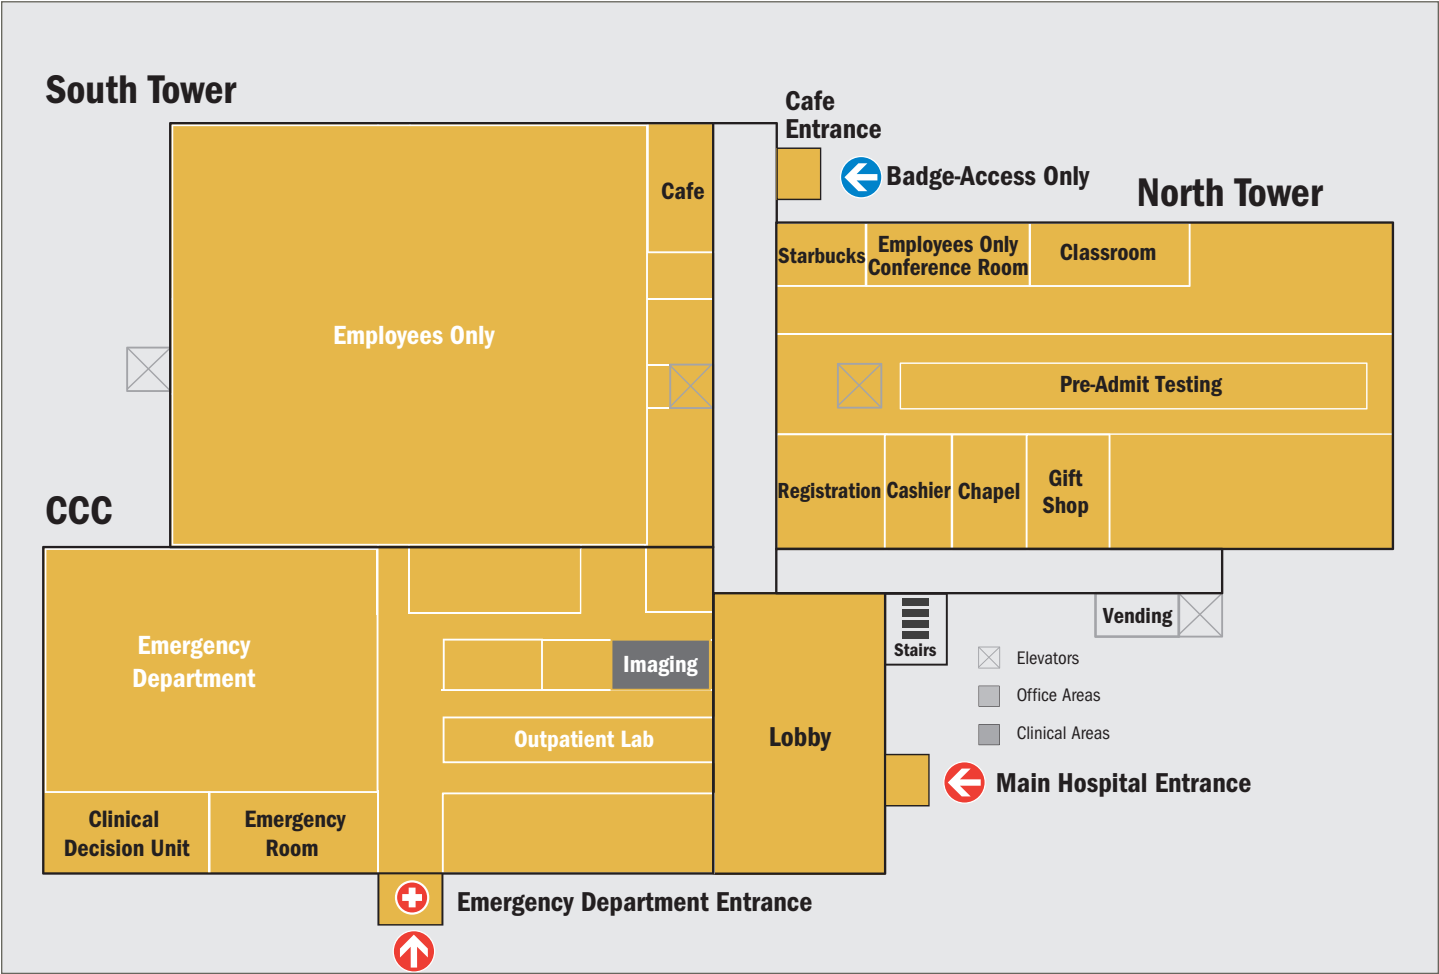 South Tower
Cafe
Entrance
Badge-Access Only
North Tower
Cafe
Starbucks
Employees Only
Conference Room
Classroom
Employees Only
Pre-Admit Testing
Registration
Cashier
Chapel
Gift
Shop
CCC
Emergency
Department
Imaging
Outpatient Lab
Lobby
Stairs
Vending
Elevators
Office Areas
Clinical Areas
Main Hospital Entrance
Clinical
Decision Unit
Emergency
Room
Emergency Department Entrance